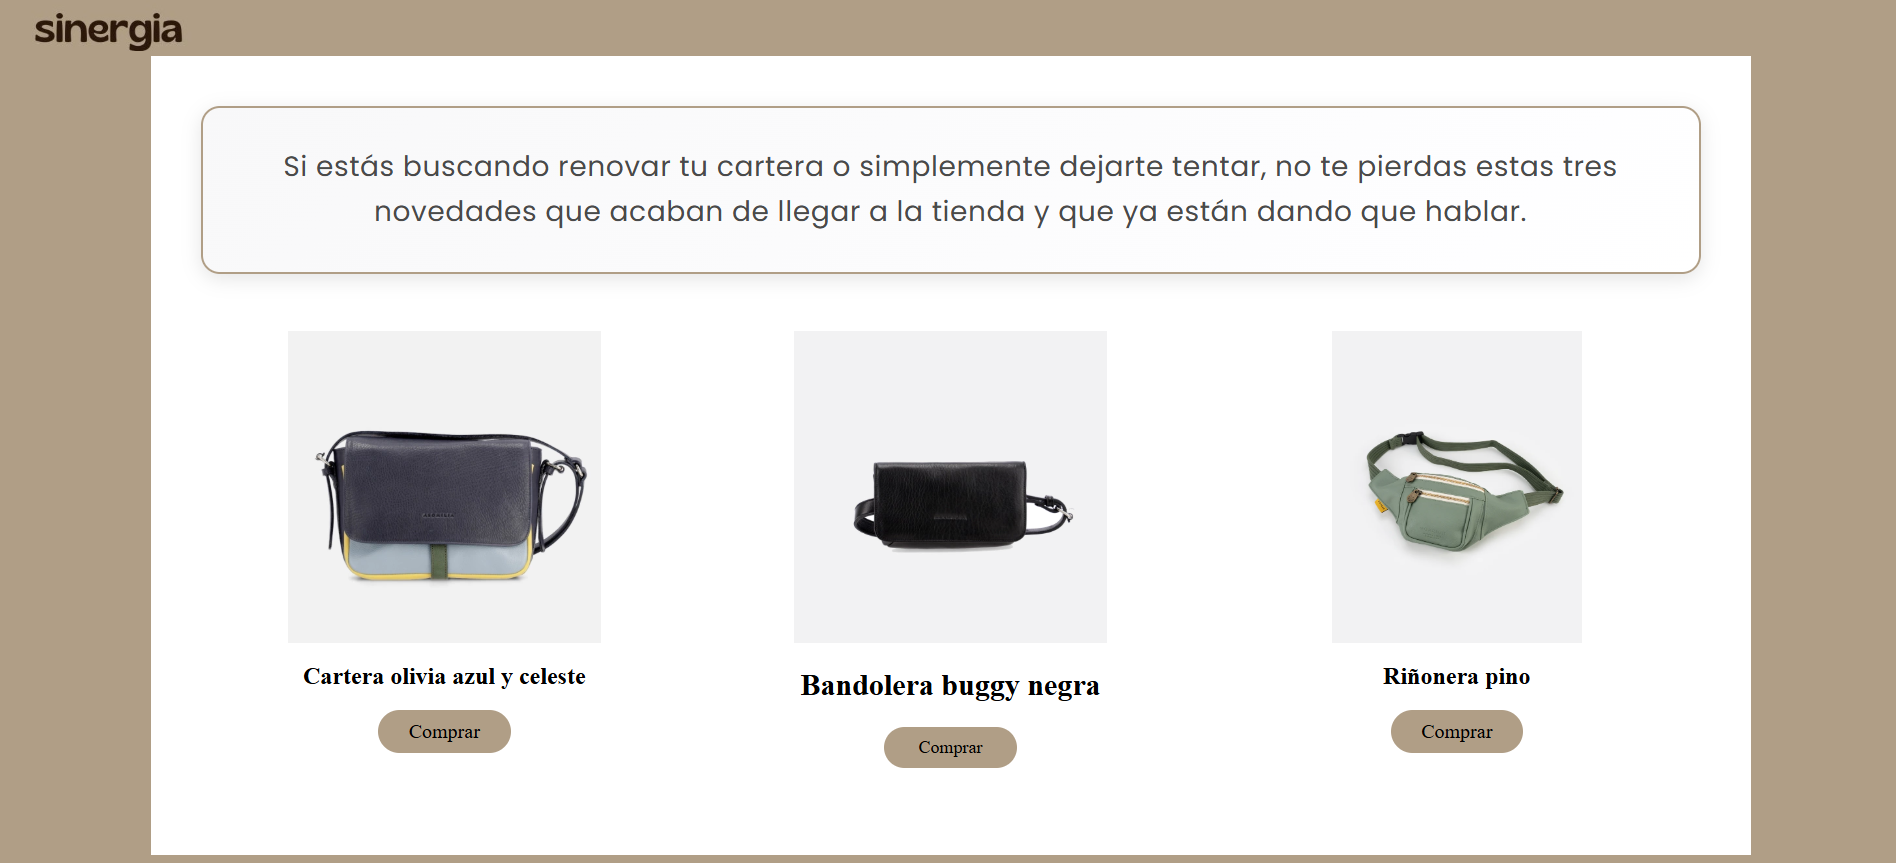 sinergia
Si estás buscando renovar tu cartera o simplemente dejarte tentar, no te pierdas estas tres
novedades que acaban de llegar a la tienda y que ya están dando que hablar.
Cartera olivia azul y celeste
Bandolera buggy negra
Riñonera pino
Comprar
Comprar
Comprar